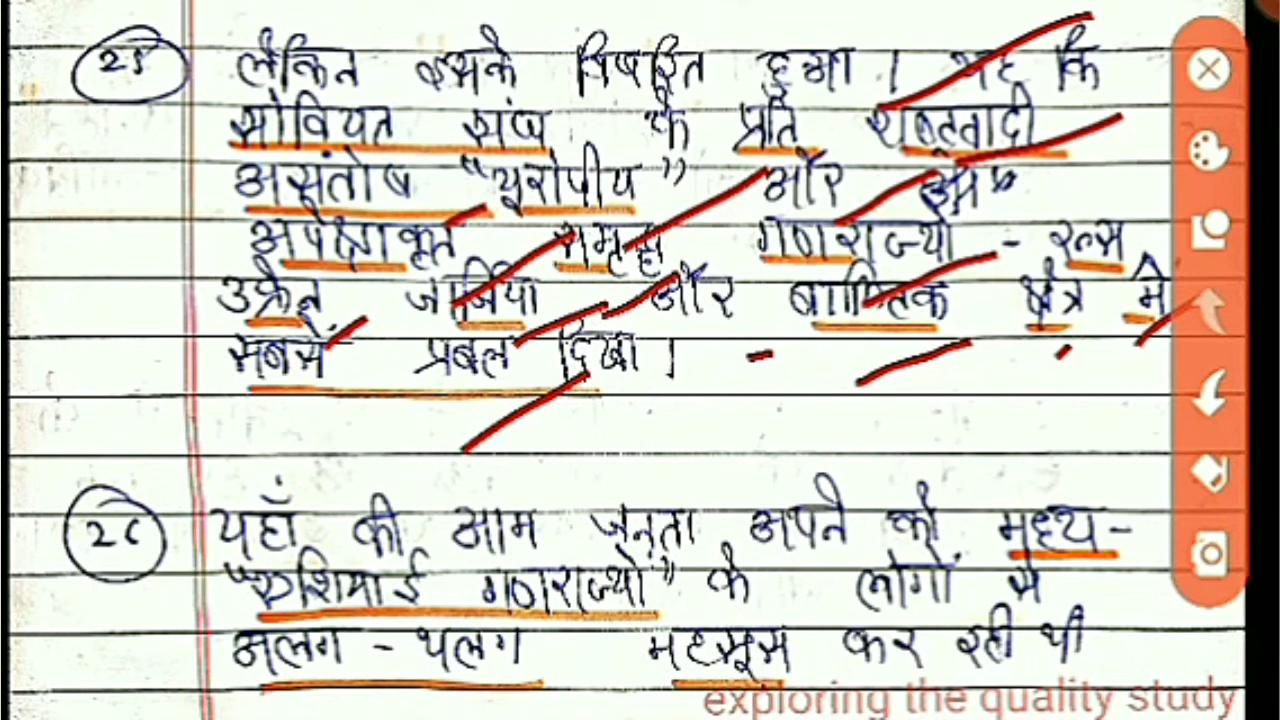 25 लेकिन इसके विपरित हुआ । यह कि
सोवियत संघ के प्रति राष्ट्रवादी
असंतोष "यूरोपीय" और
अपेक्षाकृत समृद्ध गणराज्यो - रूस,
उक्रेन जार्जिया और बाल्टिक क्षेत्र मे
सबसे प्रबल दिखा ।
26 यहाँ की आम जनता अपने को मध्य-
"एशियाई गणराज्यो" के लोगों से
अलग - थलग महसूस कर रही थी
exploring the quality study